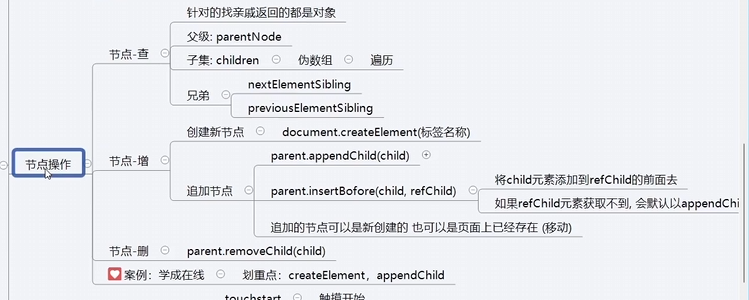 针对的找亲戚返回的都是对象
节点-查
父级: parentNode
子集: children
伪数组
遍历
兄弟
nextElementSibling
previousElementSibling
节点操作
节点-增
创建新节点
document.createElement(标签名称)
追加节点
parent.appendChild(child)
parent.insertBofore(child, refChild)
将child元素添加到refChild的前面去
如果refChild元素获取不到, 会默认以appendChi
追加的节点可以是新创建的 也可以是页面上已经存在 (移动)
节点-删
parent.removeChild(child)
案例：学成在线
划重点：createElement，appendChild
touchstart
触摸开始